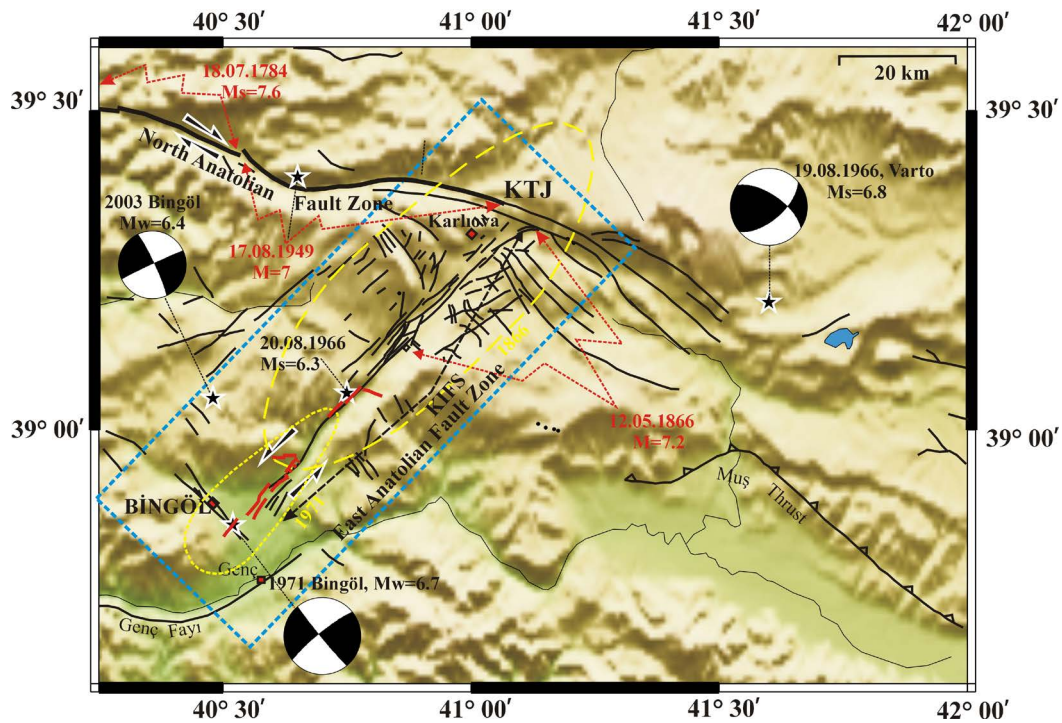 40° 30'
41° 00'
41° 30'
42° 00'
18.07.1784
Ms=7.6
20 km
39° 30'
39° 30'
North Anatolian
Fault Zone
KTJ
19.08.1966, Varto
Ms=6.8
2003 Bingöl
Mw=6.4
Karlıova
17.08.1949
M=7
20.08.1966
Ms=6.3
1866
KIFS
East Anatolian Fault Zone
12.05.1866
M=7.2
39° 00'
39° 00'
Muş Thrust
BİNGÖL
1971
Genç
1971 Bingöl, Mw=6.7
Genç Fayı
40° 30'
41° 00'
41° 30'
42° 00'